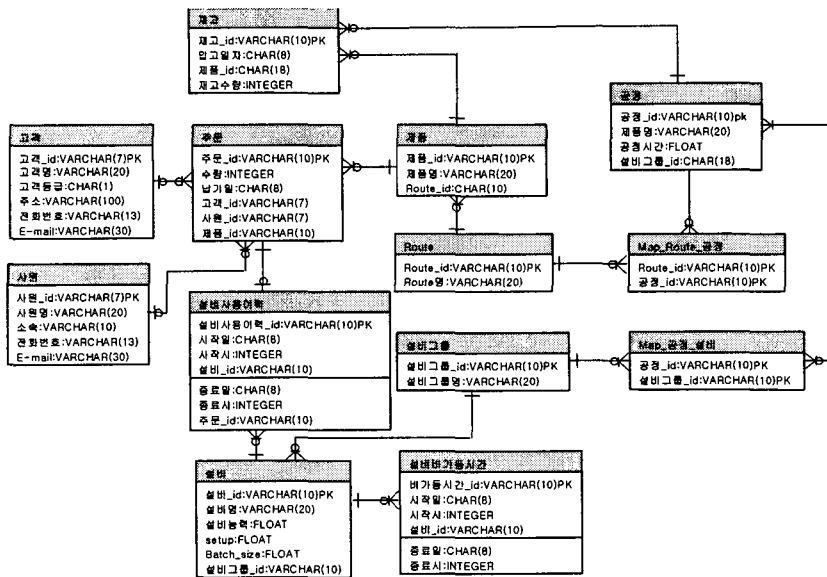 재고
재고_id:VARCHAR(10)PK
입고일자:CHAR(8)
제품_id:CHAR(18)
재고수량:INTEGER
공정
공정_id:VARCHAR(10)pk
제품명:VARCHAR(20)
공정시간:FLOAT
설비그룹_id:CHAR(18)
고객
고객_id:VARCHAR(7)PK
고객명:VARCHAR(20)
고객등급:CHAR(1)
주소:VARCHAR(100)
전화번호:VARCHAR(13)
E-mail:VARCHAR(30)
주문
주문_id:VARCHAR(10)PK
수량:INTEGER
납기일:CHAR(8)
고객_id:VARCHAR(7)
사원_id:VARCHAR(7)
제품_id:VARCHAR(10)
제품
제품_id:VARCHAR(10)PK
제품명:VARCHAR(20)
Route_id:CHAR(10)
Route
Route_id:VARCHAR(10)PK
Route명:VARCHAR(20)
Map_Route_공정
Route_id:VARCHAR(10)PK
공정_id:VARCHAR(10)PK
사원
사원_id:VARCHAR(7)PK
사원명:VARCHAR(20)
소속:VARCHAR(10)
전화번호:VARCHAR(13)
E-mail:VARCHAR(30)
설비사용이력
설비사용이력_id:VARCHAR(10)PK
시작일:CHAR(8)
시작시:INTEGER
설비_id:VARCHAR(10)
종료일:CHAR(8)
종료시:INTEGER
주문_id:VARCHAR(10)
설비그룹
설비그룹_id:VARCHAR(10)PK
설비그룹명:VARCHAR(20)
Map_공정_설비
공정_id:VARCHAR(10)PK
설비그룹_id:VARCHAR(10)PK
설비
설비_id:VARCHAR(10)PK
설비명:VARCHAR(20)
설비능력:FLOAT
setup:FLOAT
Batch_size:FLOAT
설비그룹_id:VARCHAR(10)
설비비가동시간
비가동시간_id:VARCHAR(10)PK
시작일:CHAR(8)
시작시:INTEGER
설비_id:VARCHAR(10)
종료일:CHAR(8)
종료시:INTEGER